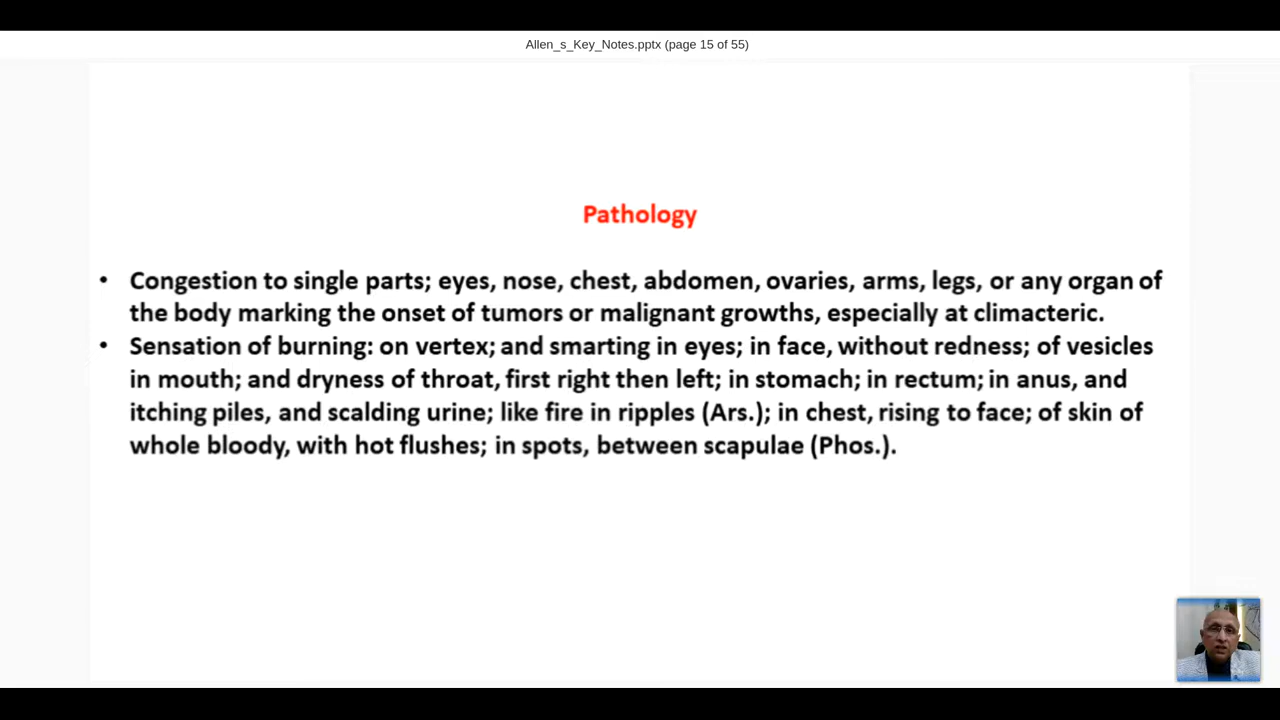 Allen_s_Key_Notes.pptx (page 15 of 55)
Pathology
• Congestion to single parts; eyes, nose, chest, abdomen, ovaries, arms, legs, or any organ of
the body marking the onset of tumors or malignant growths, especially at climacteric.
• Sensation of burning: on vertex; and smarting in eyes; in face, without redness; of vesicles
in mouth; and dryness of throat, first right then left; in stomach; in rectum; in anus, and
itching piles, and scalding urine; like fire in ripples (Ars.); in chest, rising to face; of skin of
whole bloody, with hot flushes; in spots, between scapulae (Phos.).